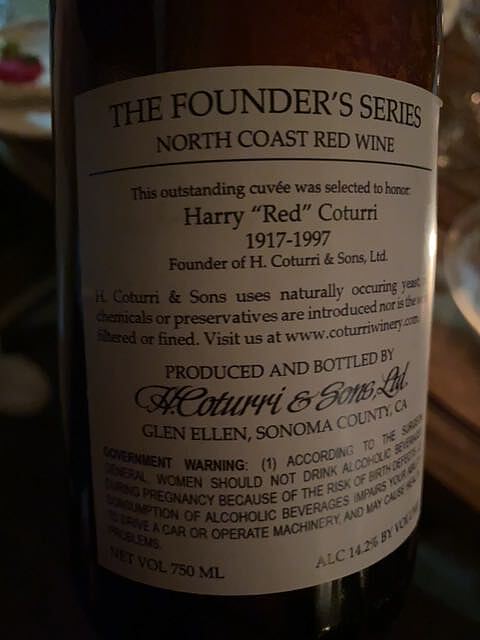 THE FOUNDER'S SERIES
NORTH COAST RED WINE
This outstanding cuvée was selected to honor:
Harry "Red" Coturri
1917-1997
Founder of H. Coturri & Sons, Ltd.
H. Coturri & Sons uses naturally occuring yeast
chemicals or preservatives are introduced nor is the
filtered or fined. Visit us at www.coturriwinery.com
PRODUCED AND BOTTLED BY
H.Coturri & Sons, Ltd.
GLEN ELLEN, SONOMA COUNTY, CA
GOVERNMENT WARNING: (1) ACCORDING TO THE SURGEON
GENERAL, WOMEN SHOULD NOT DRINK ALCOHOLIC BEVERAGES
DURING PREGNANCY BECAUSE OF THE RISK OF BIRTH DEFECTS.
CONSUMPTION OF ALCOHOLIC BEVERAGES IMPAIRS YOUR
TO DRIVE A CAR OR OPERATE MACHINERY, AND MAY CAUSE
PROBLEMS.
NET VOL 750 ML
ALC 14.2% BY VOLUME